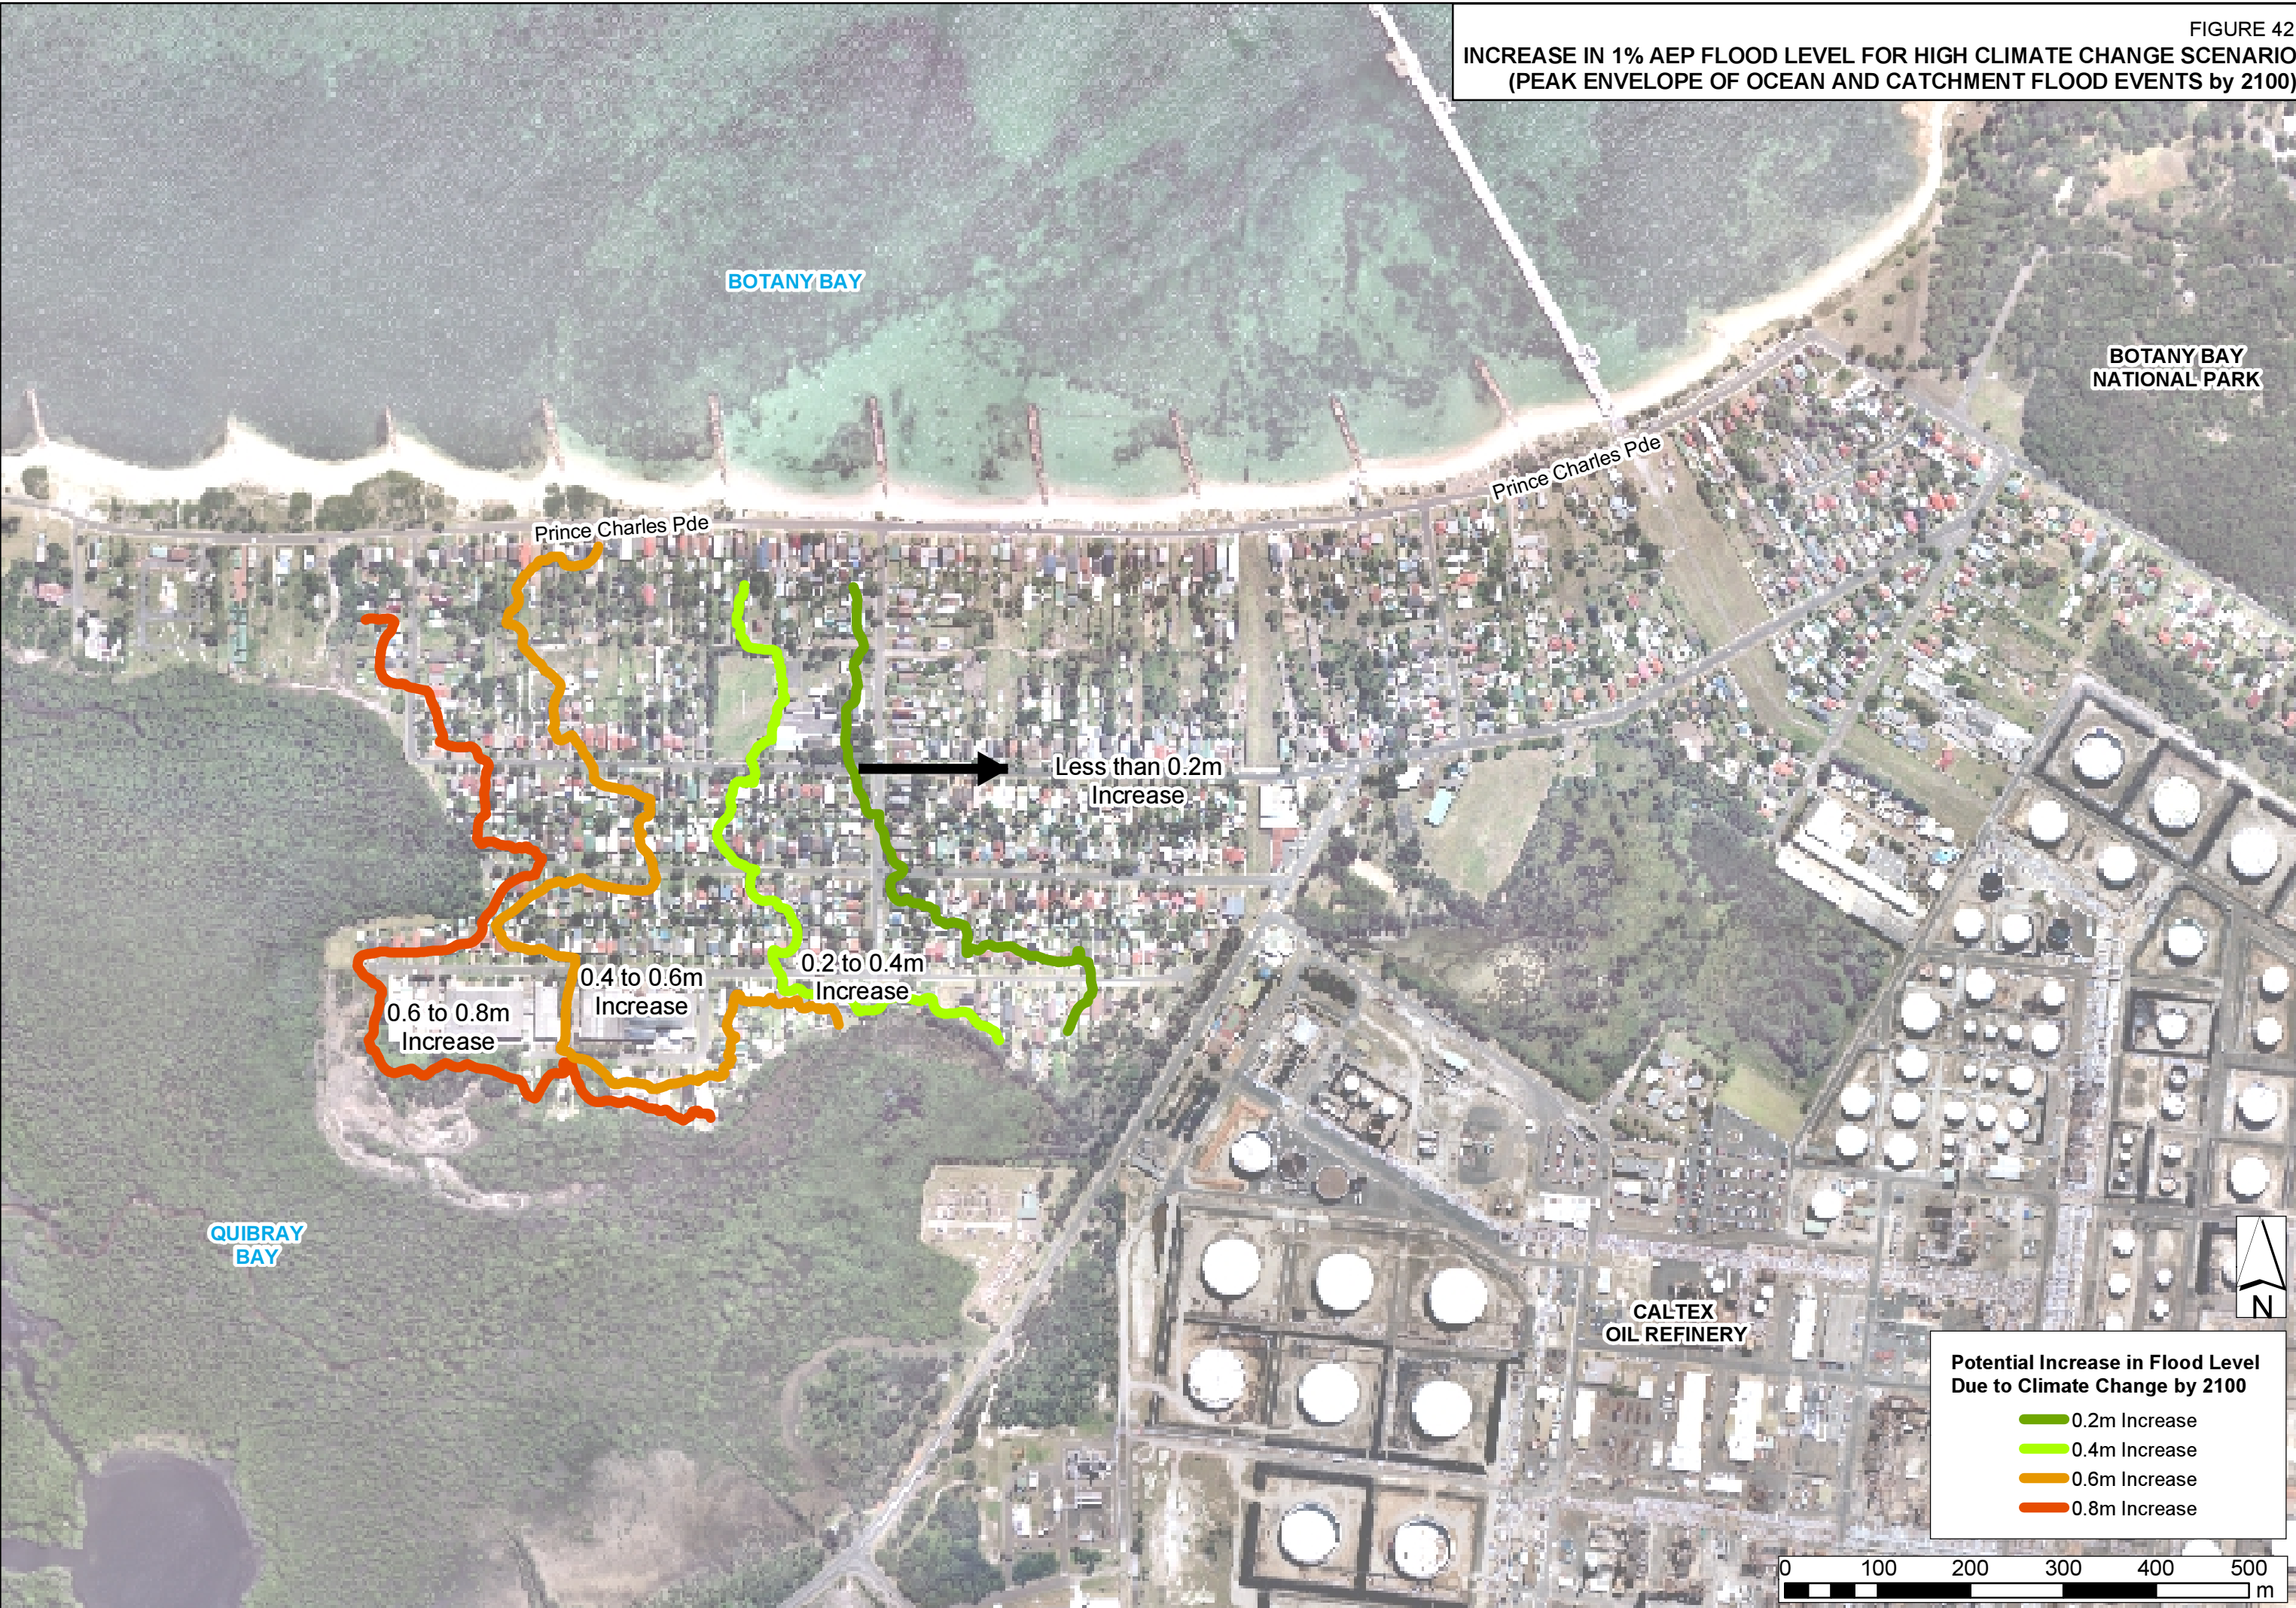 FIGURE 42
INCREASE IN 1% AEP FLOOD LEVEL FOR HIGH CLIMATE CHANGE SCENARIO
(PEAK ENVELOPE OF OCEAN AND CATCHMENT FLOOD EVENTS by 2100)
BOTANY BAY
BOTANY BAY
NATIONAL PARK
Prince Charles Pde
Prince Charles Pde
Less than 0.2m
Increase
0.2 to 0.4m
Increase
0.4 to 0.6m
Increase
0.6 to 0.8m
Increase
QUIBRAY
BAY
CALTEX
OIL REFINERY
N
Potential Increase in Flood Level
Due to Climate Change by 2100
0.2m Increase
0.4m Increase
0.6m Increase
0.8m Increase
0 100 200 300 400 500
m